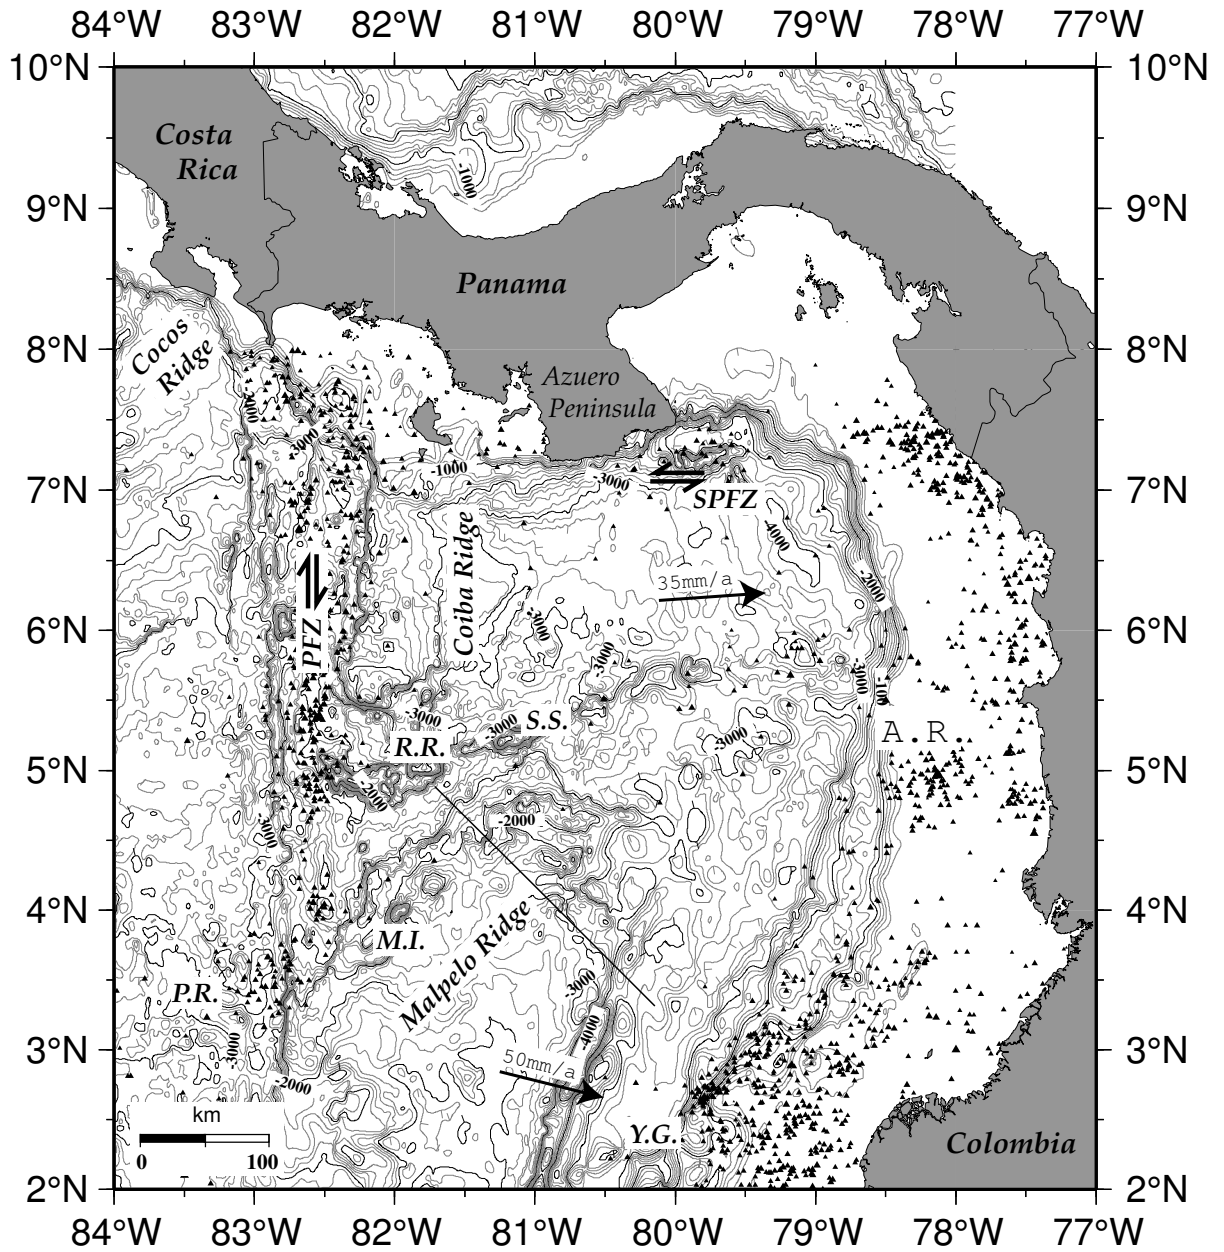 84°W 83°W 82°W 81°W 80°W 79°W 78°W 77°W
10°N 10°N
Costa
Rica
-1000
9°N 9°N
Panama
Cocos
Ridge
8°N 8°N
Azuero
Peninsula
-3000
-1000
-3000
7°N 7°N
SPFZ
-4000
Coiba Ridge
35mm/a
-2000
PFZ
-3000
6°N 6°N
-3000
-3000
-100
-3000
-3000
S.S.
R.R.
-3000
A.R.
5°N 5°N
-2000
-2000
-3000
4°N 4°N
M.I.
Malpelo Ridge
P.R.
-3000
-4000
-3000
3°N 3°N
50mm/a
-2000
km
0 100
Y.G.
Colombia
2°N 2°N
84°W 83°W 82°W 81°W 80°W 79°W 78°W 77°W